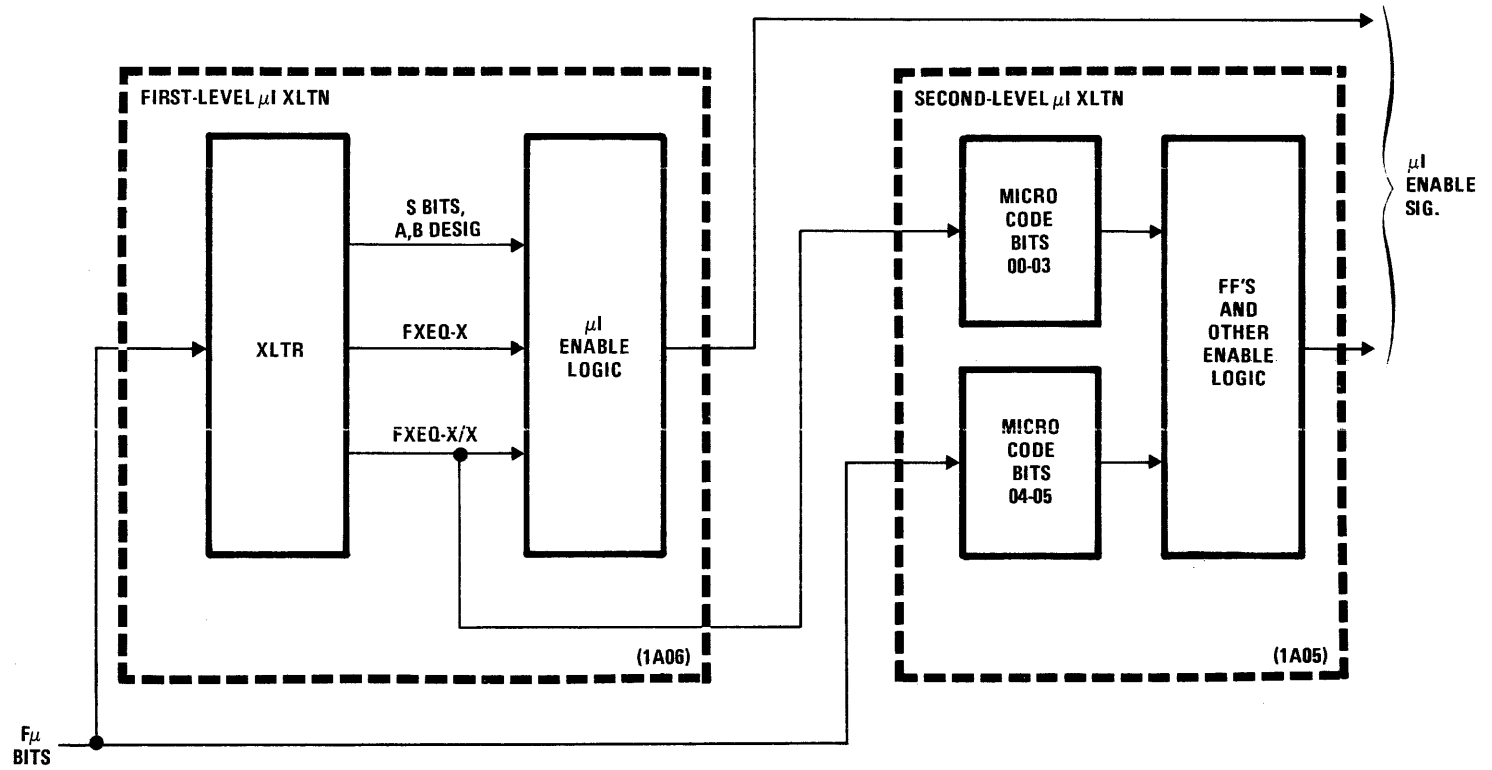 FIRST-LEVEL μI XLTN
XLTR
S BITS,
A,B DESIG
FXEQ-X
FXEQ-X/X
μI
ENABLE
LOGIC
(1A06)
SECOND-LEVEL μI XLTN
MICRO
CODE
BITS
00-03
MICRO
CODE
BITS
04-05
FF'S
AND
OTHER
ENABLE
LOGIC
(1A05)
μI
ENABLE
SIG.
Fμ
BITS